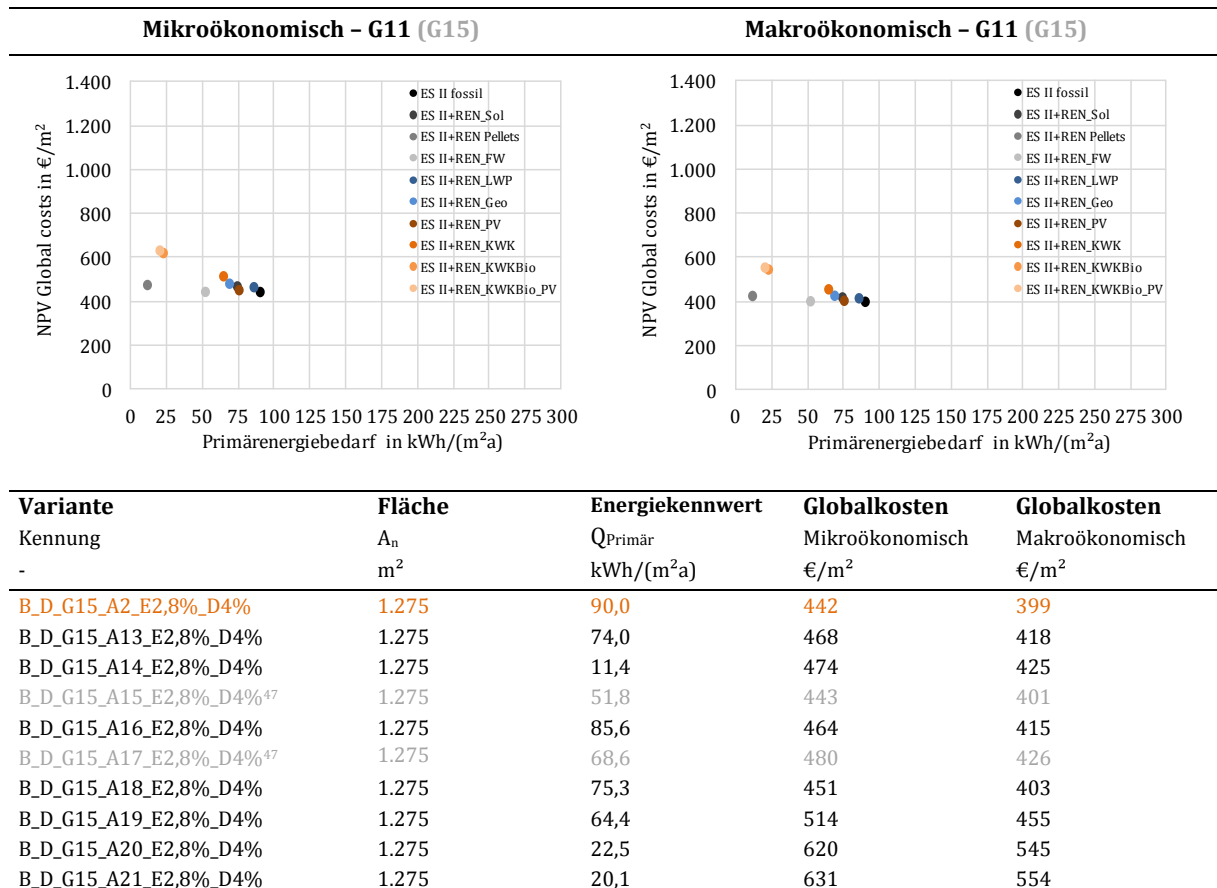 Mikroökonomisch – G11 (G15)
Makroökonomisch – G11 (G15)
NPV Global costs in €/m²
1.400
1.200
1.000
800
600
400
200
0
0 25 50 75 100 125 150 175 200 225 250 275 300
Primärenergiebedarf in kWh/(m²a)
ES II fossil
ES II+REN_Sol
ES II+REN Pellets
ES II+REN_FW
ES II+REN_LWP
ES II+REN_Geo
ES II+REN_PV
ES II+REN_KWK
ES II+REN_KWKBio
ES II+REN_KWKBio_PV
NPV Global costs in €/m²
1.400
1.200
1.000
800
600
400
200
0
0 25 50 75 100 125 150 175 200 225 250 275 300
Primärenergiebedarf in kWh/(m²a)
ES II fossil
ES II+REN_Sol
ES II+REN Pellets
ES II+REN_FW
ES II+REN_LWP
ES II+REN_Geo
ES II+REN_PV
ES II+REN_KWK
ES II+REN_KWKBio
ES II+REN_KWKBio_PV
Variante Fläche Energiekennwert Globalkosten Globalkosten
Kennung Aₙ QPrimär Mikroökonomisch Makroökonomisch
- m² kWh/(m²a) €/m² €/m²
B_D_G15_A2_E2,8%_D4% 1.275 90,0 442 399
B_D_G15_A13_E2,8%_D4% 1.275 74,0 468 418
B_D_G15_A14_E2,8%_D4% 1.275 11,4 474 425
B_D_G15_A15_E2,8%_D4%⁴⁷ 1.275 51,8 443 401
B_D_G15_A16_E2,8%_D4% 1.275 85,6 464 415
B_D_G15_A17_E2,8%_D4%⁴⁷ 1.275 68,6 480 426
B_D_G15_A18_E2,8%_D4% 1.275 75,3 451 403
B_D_G15_A19_E2,8%_D4% 1.275 64,4 514 455
B_D_G15_A20_E2,8%_D4% 1.275 22,5 620 545
B_D_G15_A21_E2,8%_D4% 1.275 20,1 631 554